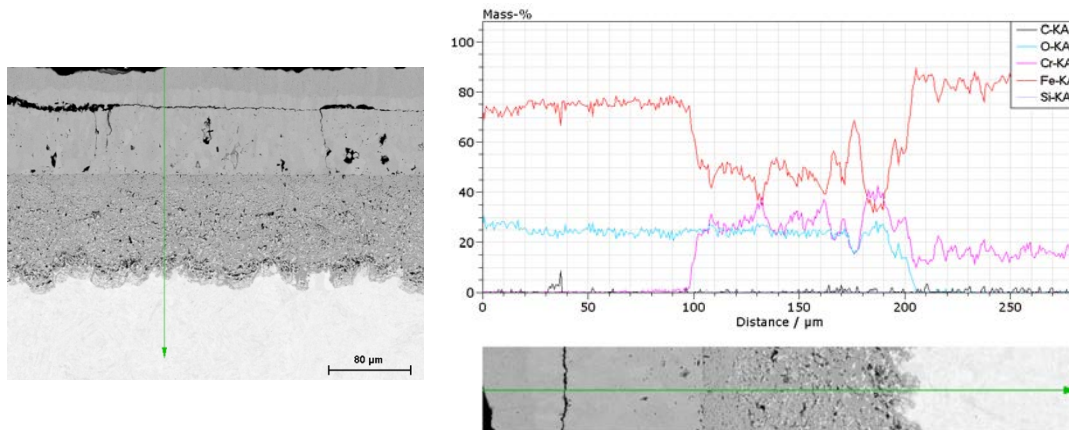 80 µm
Mass-%
100
80
60
40
20
0
0 50 100 150 200 250
Distance / µm
C-KA
O-KA
Cr-KA
Fe-KA
Si-KA